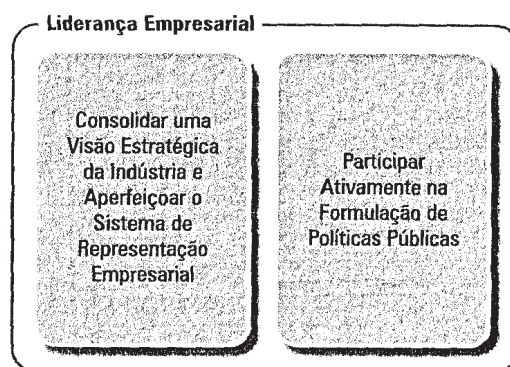 Liderança Empresarial
Consolidar uma
Visão Estratégica
da Indústria e
Aperfeiçoar o
Sistema de
Representação
Empresarial
Participar
Ativamente na
Formulação de
Políticas Públicas